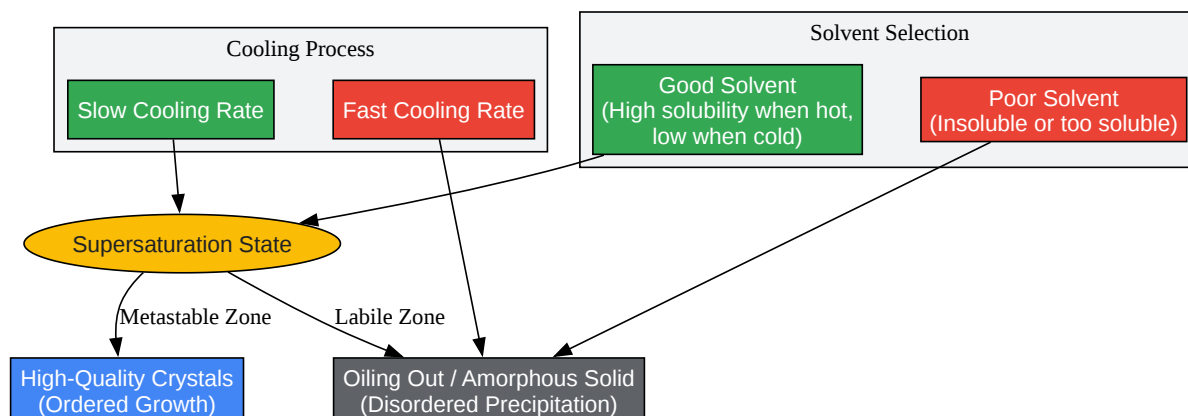 Cooling Process
Solvent Selection
Slow Cooling Rate
Fast Cooling Rate
Good Solvent
(High solubility when hot,
low when cold)
Poor Solvent
(Insoluble or too soluble)
Supersaturation State
Metastable Zone
Labile Zone
High-Quality Crystals
(Ordered Growth)
Oiling Out / Amorphous Solid
(Disordered Precipitation)